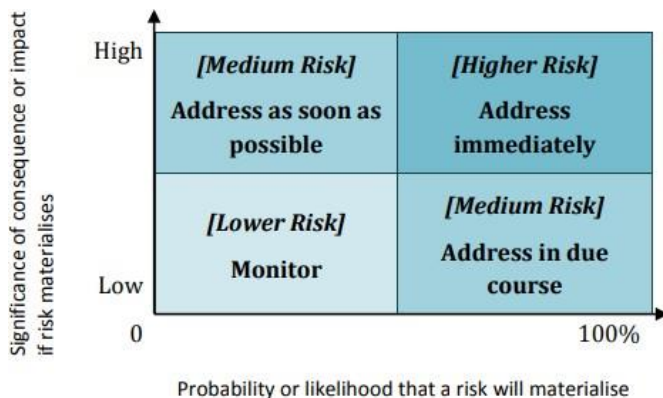 Significance of consequence or impact
if risk materialises
High
[Medium Risk]
Address as soon as
possible
[Higher Risk]
Address
immediately
[Lower Risk]
Monitor
[Medium Risk]
Address in due
course
Low
0
100%
Probability or likelihood that a risk will materialise